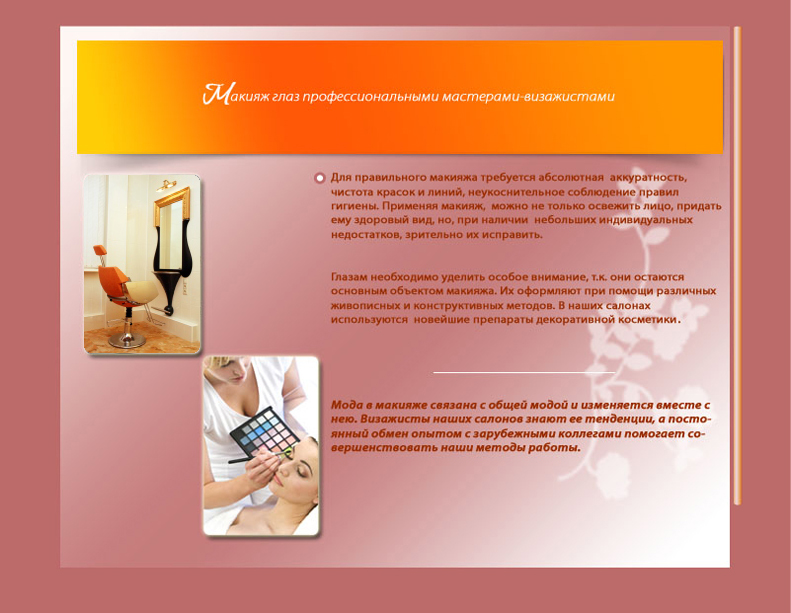 Макияж глаз профессиональными мастерами-визажистами
Для правильного макияжа требуется абсолютная аккуратность,
чистота красок и линий, неукоснительное соблюдение правил
гигиены. Применяя макияж, можно не только освежить лицо, придать
ему здоровый вид, но, при наличии небольших индивидуальных
недостатков, зрительно их исправить.
Глазам необходимо уделить особое внимание, т.к. они остаются
основным объектом макияжа. Их оформляют при помощи различных
живописных и конструктивных методов. В наших салонах
используются новейшие препараты декоративной косметики.
Мода в макияже связана с общей модой и изменяется вместе с
нею. Визажисты наших салонов знают ее тенденции, а посто-
янный обмен опытом с зарубежными коллегами помогает со-
вершенствовать наши методы работы.